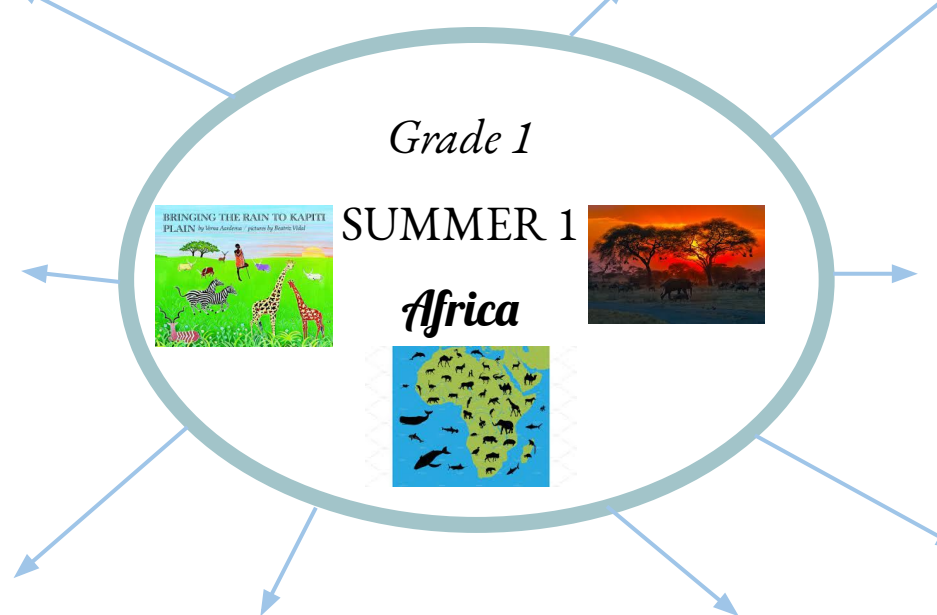 Grade 1
SUMMER 1
BRINGING THE RAIN TO KAPITI
PLAIN by Verna Aardema / pictures by Beatriz Vidal
Africa